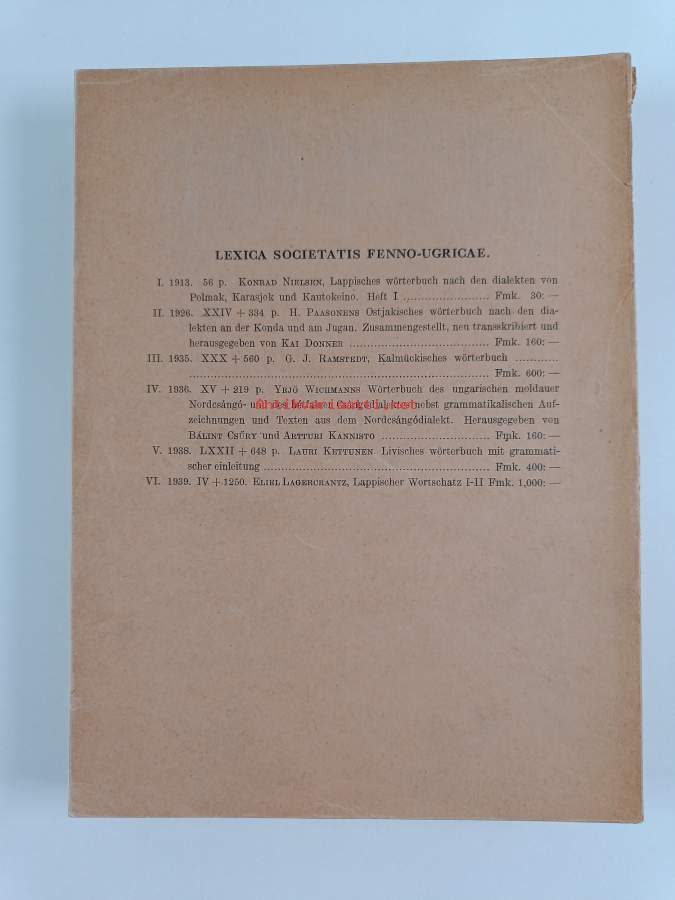 LEXICA SOCIETATIS FENNO-UGRICAE.
I. 1913. 56 p. KONRAD NIELSEN, Lappisches wörterbuch nach den dialekten von
Polmak, Karasjok und Kautokeino. Heft I ........................ Fmk. 30: —
II. 1926. XXIV + 334 p. H. PAASONENS Ostjakisches wörterbuch nach den dia-
lekten an der Konda und am Jugan. Zusammengestellt, neu transskribiert und
herausgegeben von KAI DONNER ........................ Fmk. 160: —
III. 1935. XXX + 560 p. G. J. RAMSTEDT, Kalmückisches wörterbuch ............
........................ Fmk. 600: —
IV. 1936. XV + 219 p. YRJÖ WICHMANNS Wörterbuch des ungarischen moldauer
Nordcsángó- und des nebst grammatikalischen Auf-
zeichnungen und Texten aus dem Nordcsángódialekt. Herausgegeben von
BÁLINT CSŰRY und ARTTURI KANNISTO ........................ Fmk. 160: —
V. 1938. LXXII + 648 p. LAURI KETTUNEN Livisches wörterbuch mit grammati-
scher einleitung ........................ Fmk. 400: —
VI. 1939. IV + 1250. ELIEL LAGERCRANTZ, Lappischer Wortschatz I-II Fmk. 1,000: —